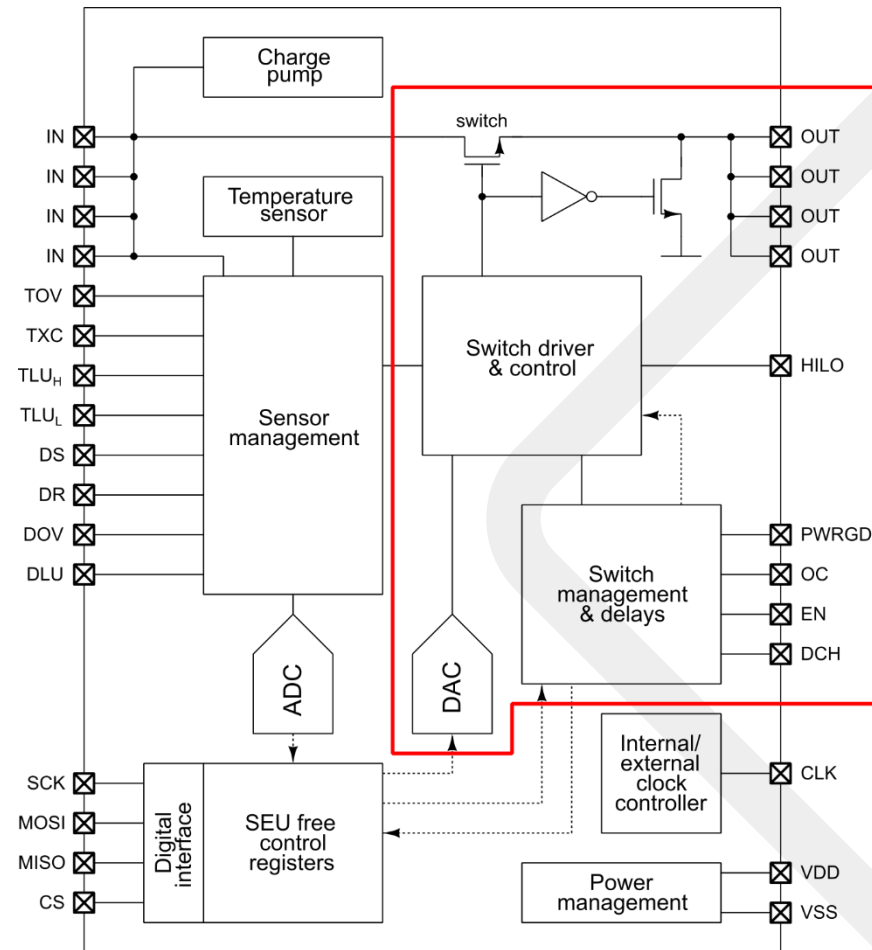 Charge
pump
switch
IN
OUT
IN
OUT
Temperature
sensor
IN
OUT
IN
OUT
TOV
TXC
TLUH
TLUL
DS
DR
DOV
DLU
Sensor
management
Switch driver
& control
HILO
Switch
management
& delays
PWRGD
OC
EN
DCH
ADC
DAC
Internal/
external
clock
controller
CLK
SCK
MOSI
MISO
CS
Digital
interface
SEU free
control
registers
Power
management
VDD
VSS